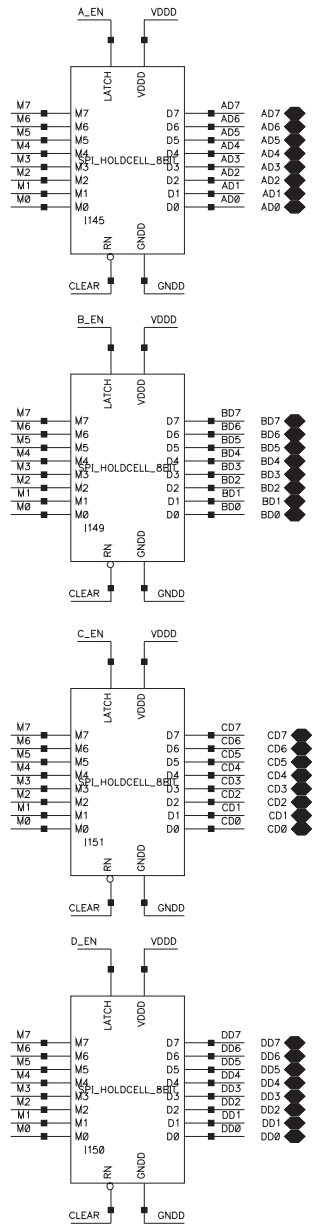 A_EN VDDD
LATCH VDDD
M7 M7 D7 AD7 AD7
M6 M6 D6 AD6 AD6
M5 M5 D5 AD5 AD5
M4 M4 D4 AD4 AD4
SPI_HOLDCELL_8BIT
M3 M3 D3 AD3 AD3
M2 M2 D2 AD2 AD2
M1 M1 D1 AD1 AD1
M0 M0 D0 AD0 AD0
I145
RN GNDD
CLEAR GNDD
B_EN VDDD
LATCH VDDD
M7 M7 D7 BD7 BD7
M6 M6 D6 BD6 BD6
M5 M5 D5 BD5 BD5
M4 M4 D4 BD4 BD4
SPI_HOLDCELL_8BIT
M3 M3 D3 BD3 BD3
M2 M2 D2 BD2 BD2
M1 M1 D1 BD1 BD1
M0 M0 D0 BD0 BD0
I149
RN GNDD
CLEAR GNDD
C_EN VDDD
LATCH VDDD
M7 M7 D7 CD7 CD7
M6 M6 D6 CD6 CD6
M5 M5 D5 CD5 CD5
M4 M4 D4 CD4 CD4
SPI_HOLDCELL_8BIT
M3 M3 D3 CD3 CD3
M2 M2 D2 CD2 CD2
M1 M1 D1 CD1 CD1
M0 M0 D0 CD0 CD0
I151
RN GNDD
CLEAR GNDD
D_EN VDDD
LATCH VDDD
M7 M7 D7 DD7 DD7
M6 M6 D6 DD6 DD6
M5 M5 D5 DD5 DD5
M4 M4 D4 DD4 DD4
SPI_HOLDCELL_8BIT
M3 M3 D3 DD3 DD3
M2 M2 D2 DD2 DD2
M1 M1 D1 DD1 DD1
M0 M0 D0 DD0 DD0
I150
RN GNDD
CLEAR GNDD